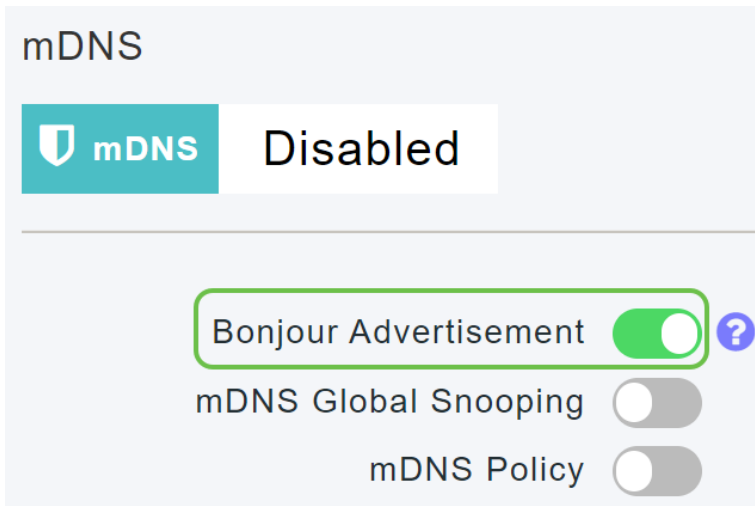 mDNS
mDNS Disabled
Bonjour Advertisement ?
mDNS Global Snooping
mDNS Policy